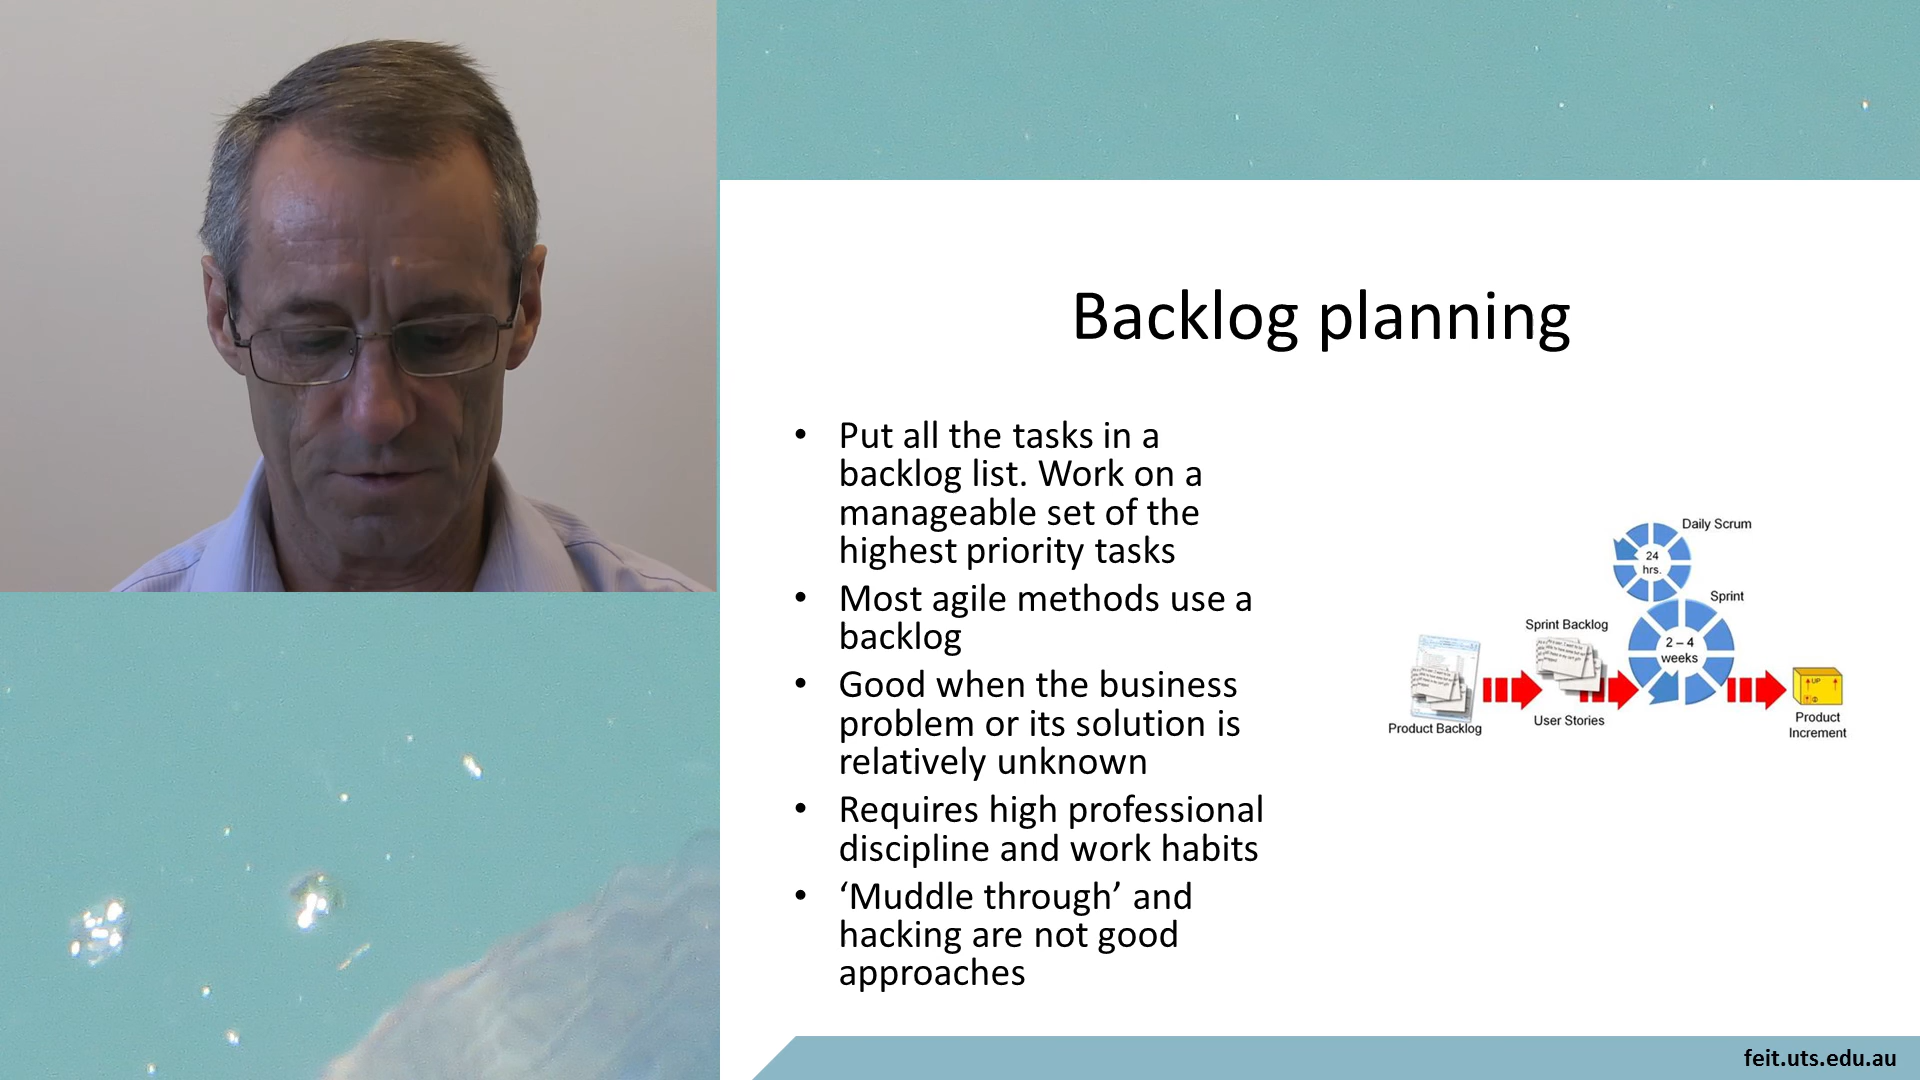 Backlog planning
• Put all the tasks in a
backlog list. Work on a
manageable set of the
highest priority tasks
• Most agile methods use a
backlog
• Good when the business
problem or its solution is
relatively unknown
• Requires high professional
discipline and work habits
• ‘Muddle through’ and
hacking are not good
approaches
Daily Scrum
24
hrs.
Sprint
Sprint Backlog
2 – 4
weeks
UP
User Stories
Product Backlog
Product
Increment
feit.uts.edu.au